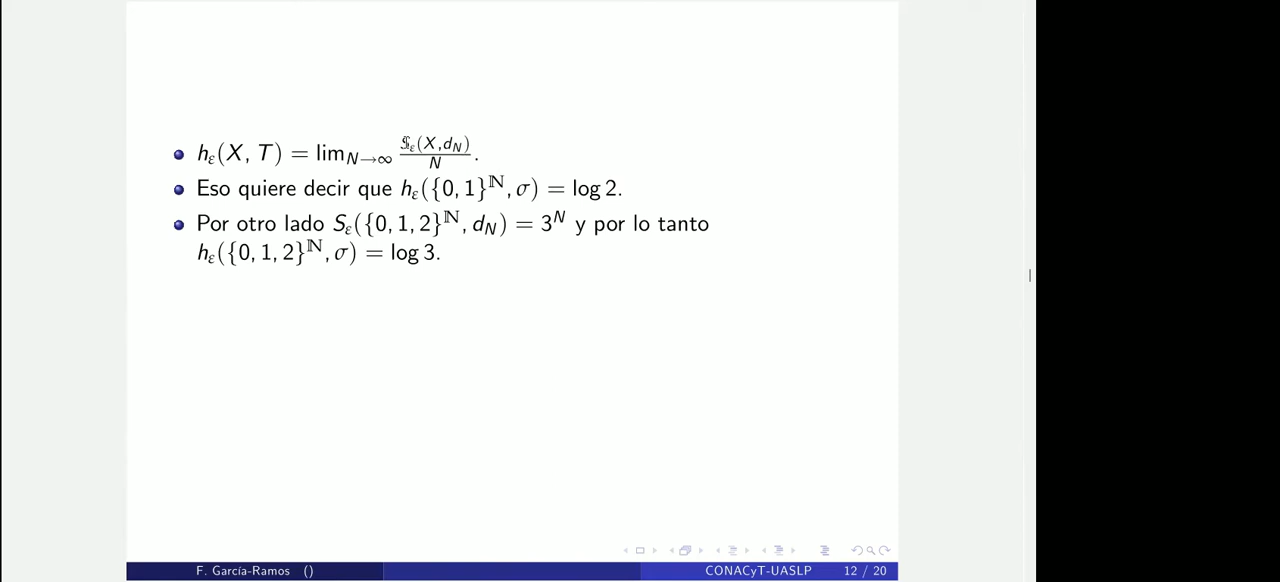 h_ε(X, T) = lim_{N→∞} 𝕊_ε(X,d_N) / N.
Eso quiere decir que h_ε({0, 1}^ℕ, σ) = log 2.
Por otro lado S_ε({0, 1, 2}^ℕ, d_N) = 3^N y por lo tanto
h_ε({0, 1, 2}^ℕ, σ) = log 3.
F. García-Ramos () CONACyT-UASLP 12 / 20